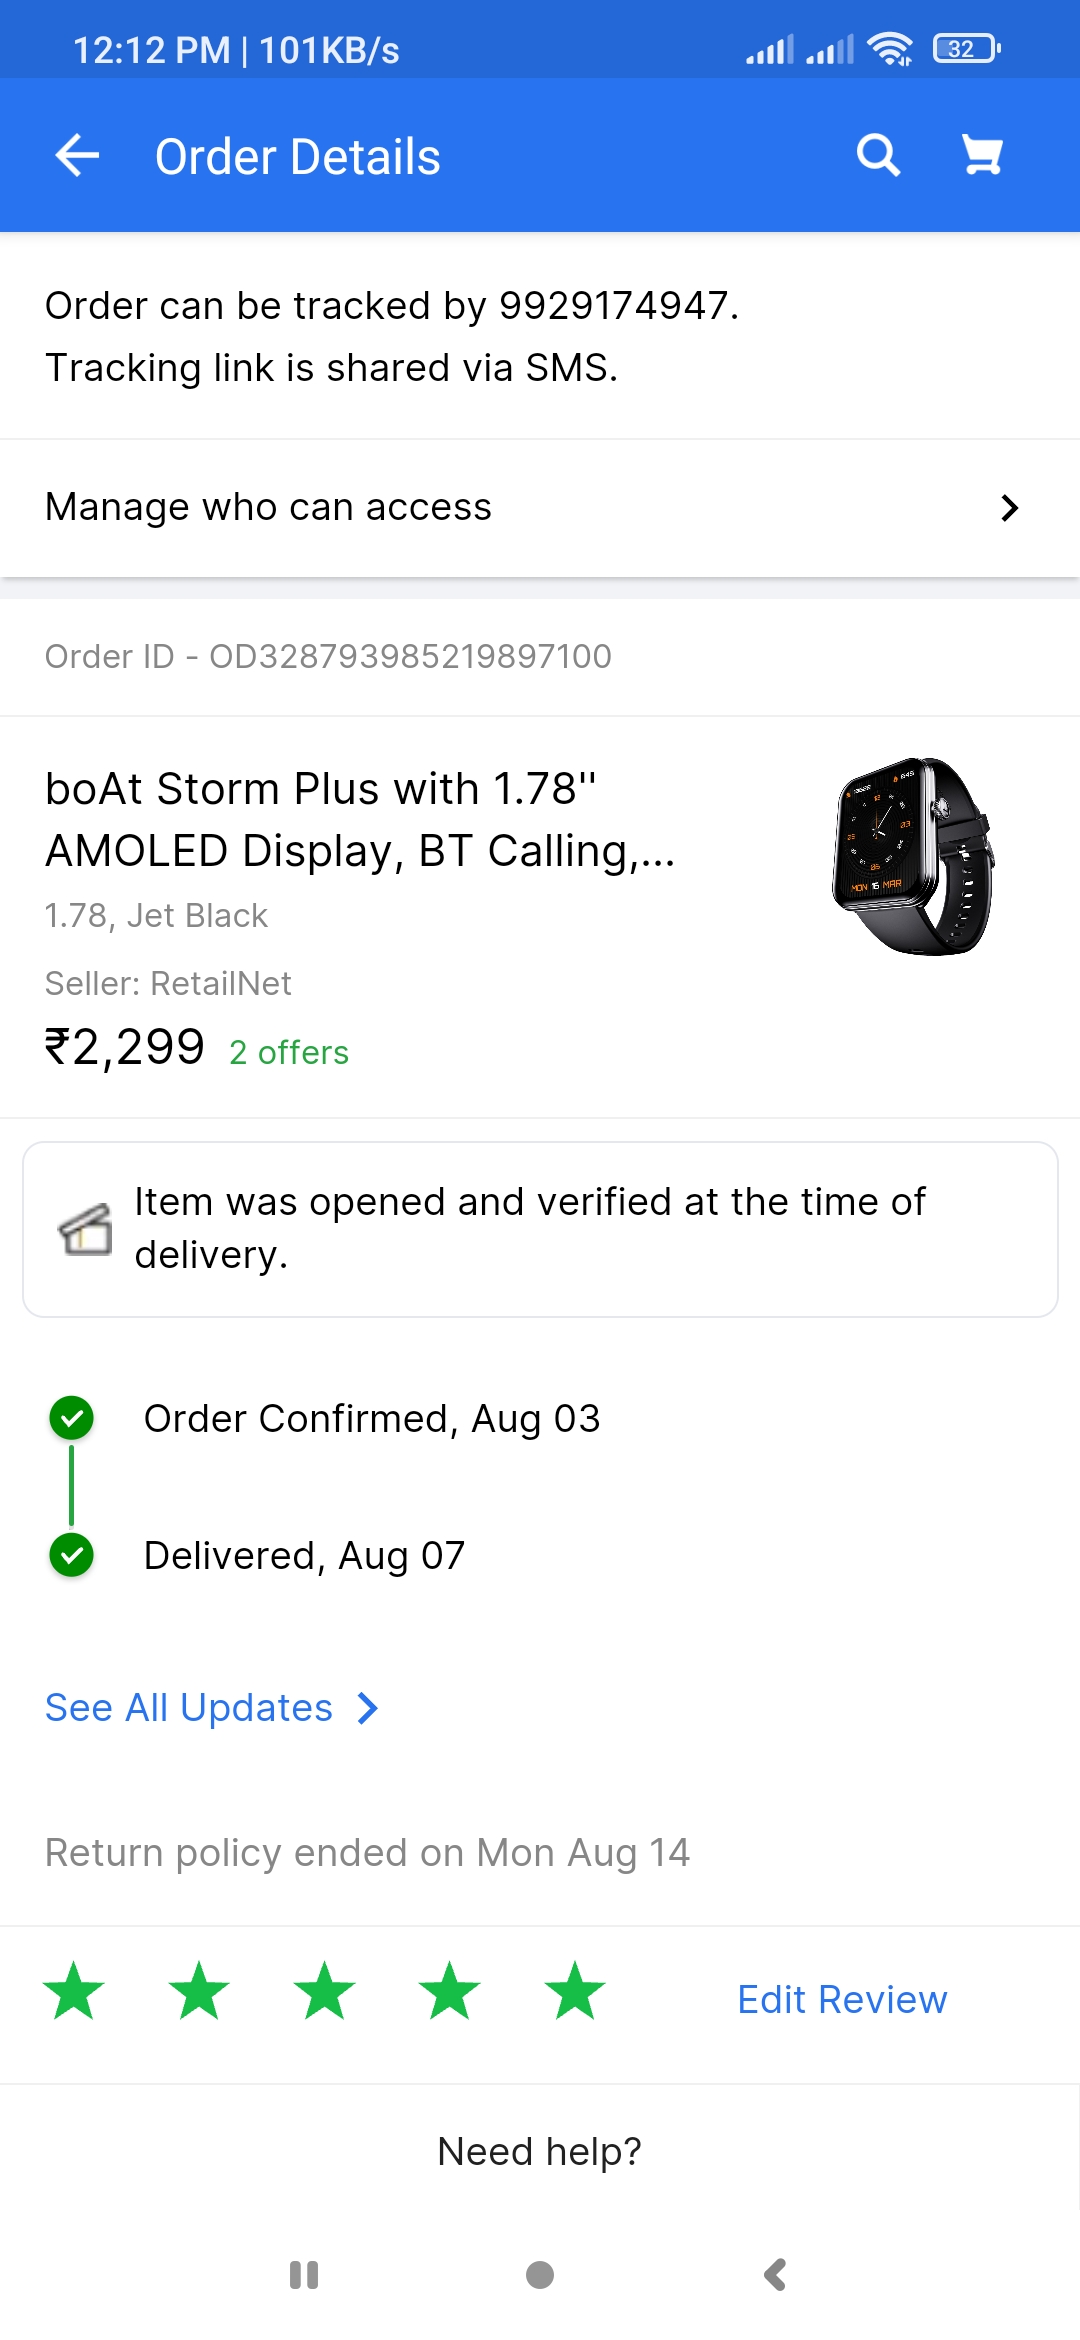 12:12 PM | 101KB/s
32
Order Details
Order can be tracked by 9929174947.
Tracking link is shared via SMS.
Manage who can access
Order ID - OD328793985219897100
boAt Storm Plus with 1.78"
AMOLED Display, BT Calling,...
1.78, Jet Black
Seller: RetailNet
₹2,299 2 offers
MON 16 MAR
Item was opened and verified at the time of
delivery.
Order Confirmed, Aug 03
Delivered, Aug 07
See All Updates
Return policy ended on Mon Aug 14
Edit Review
Need help?